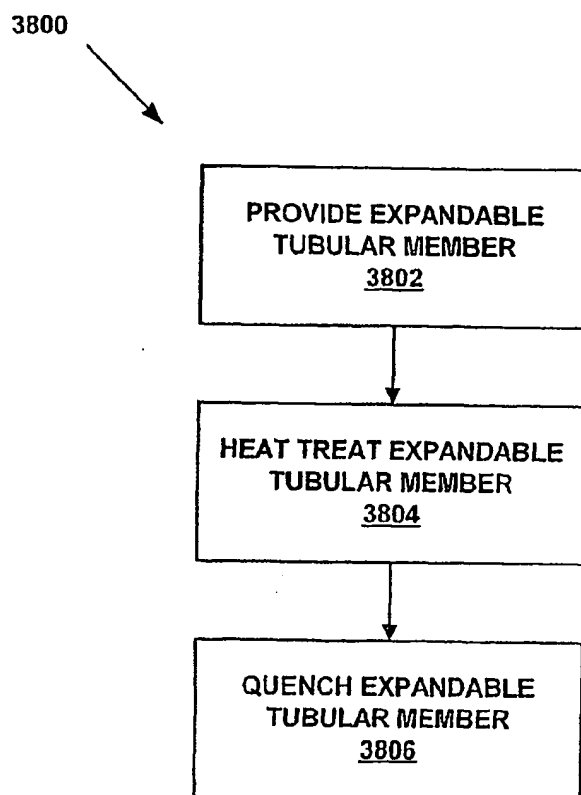 3800
PROVIDE EXPANDABLE
TUBULAR MEMBER
3802
HEAT TREAT EXPANDABLE
TUBULAR MEMBER
3804
QUENCH EXPANDABLE
TUBULAR MEMBER
3806